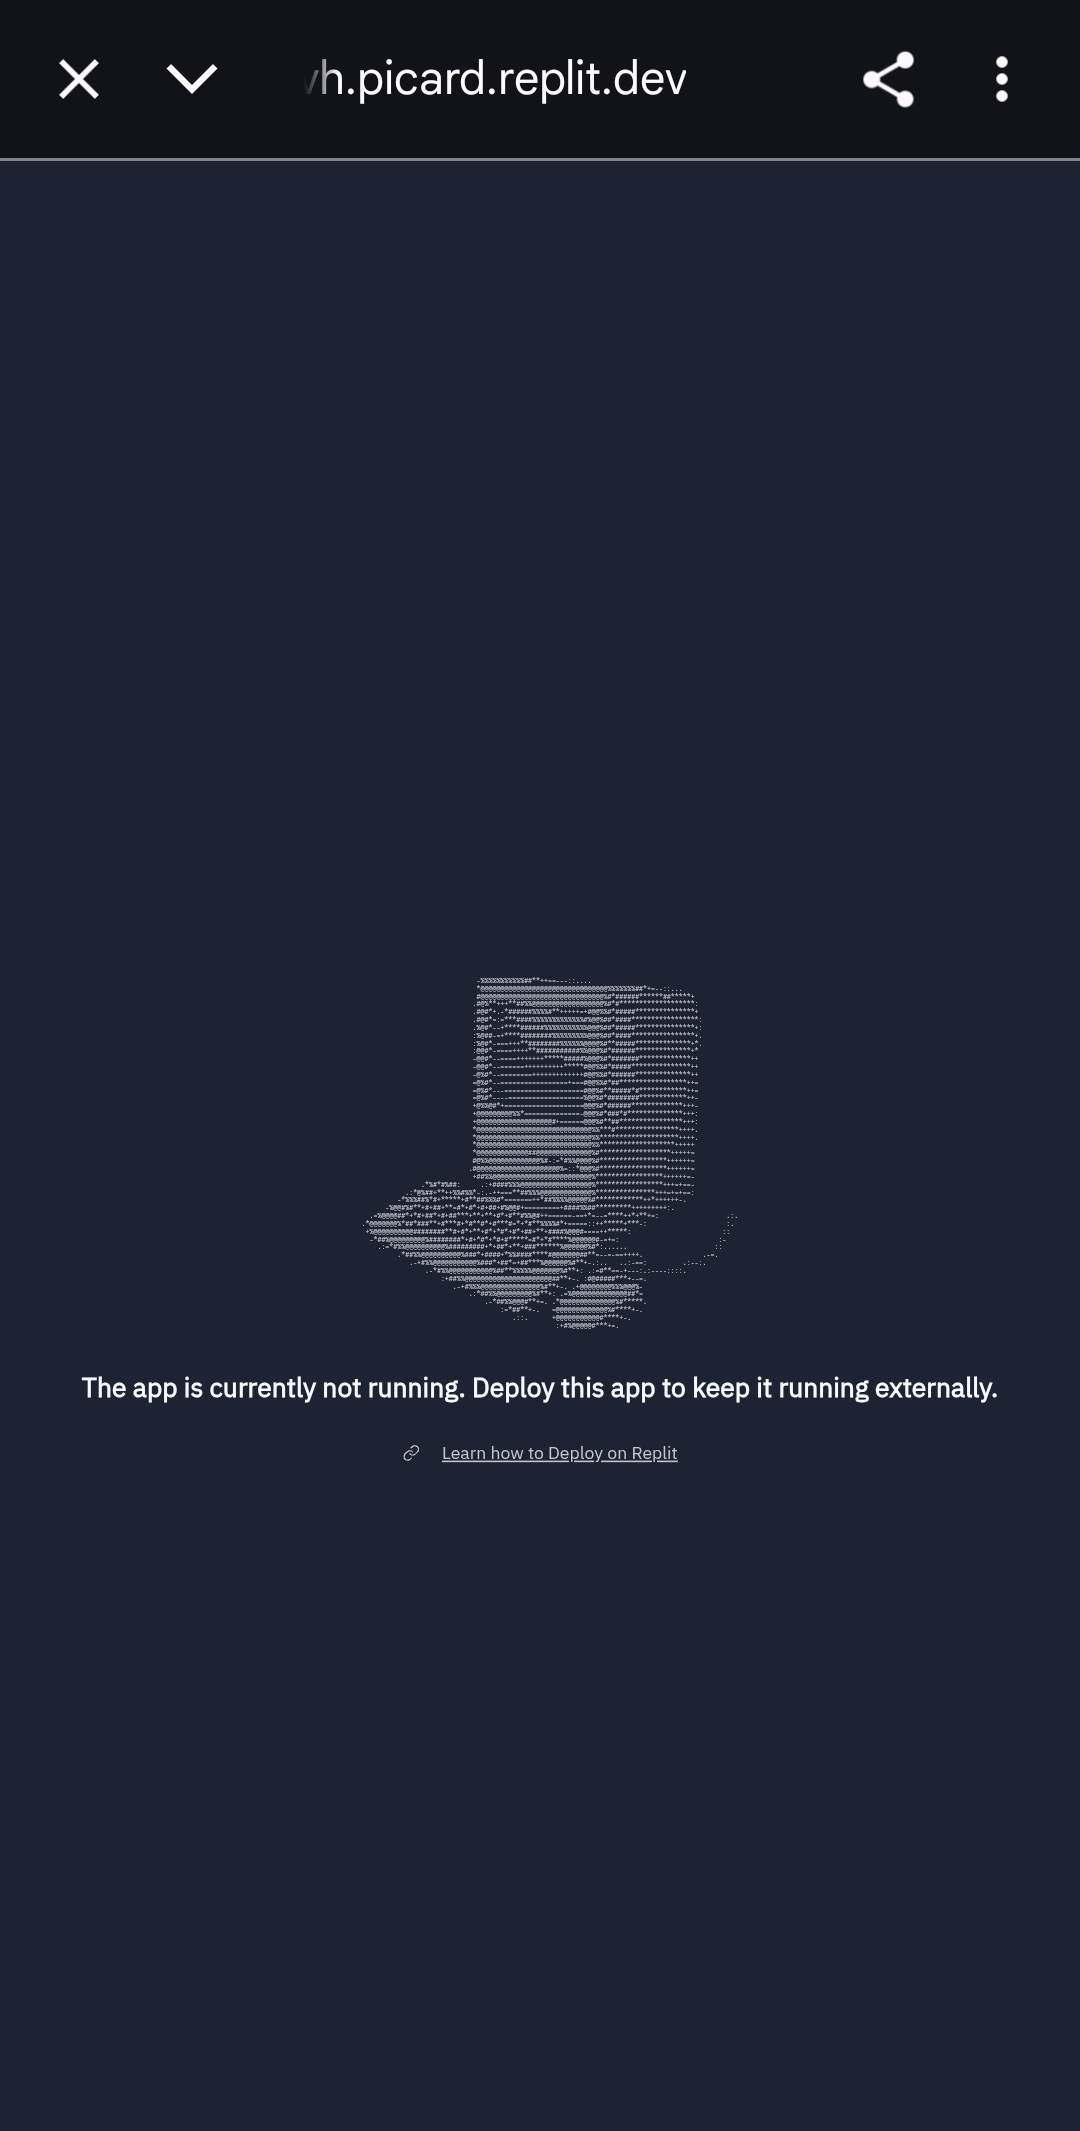 vh.picard.replit.dev
The app is currently not running. Deploy this app to keep it running externally.
Learn how to Deploy on Replit